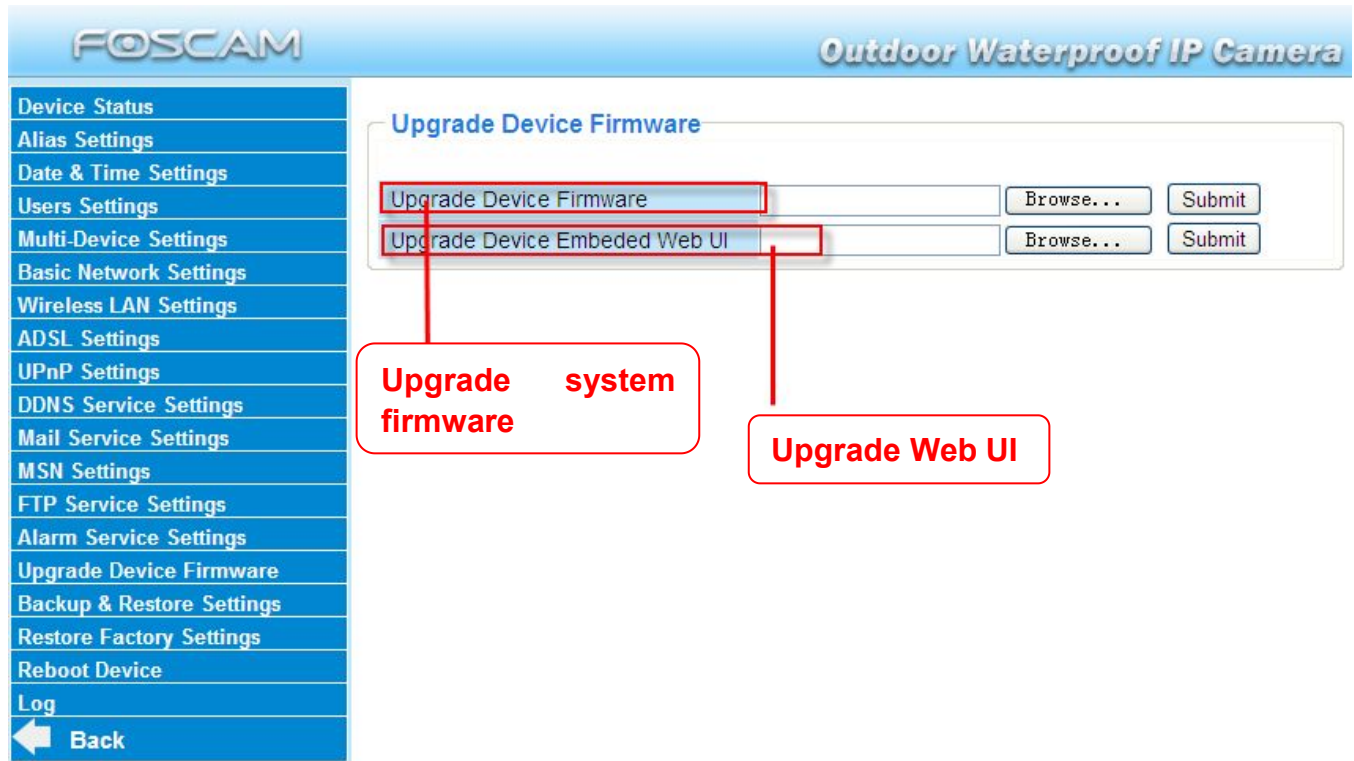 FOSCAM
Outdoor Waterproof IP Camera
Device Status
Alias Settings
Date & Time Settings
Users Settings
Multi-Device Settings
Basic Network Settings
Wireless LAN Settings
ADSL Settings
UPnP Settings
DDNS Service Settings
Mail Service Settings
MSN Settings
FTP Service Settings
Alarm Service Settings
Upgrade Device Firmware
Backup & Restore Settings
Restore Factory Settings
Reboot Device
Log
Back
Upgrade Device Firmware
Upgrade Device Firmware Browse... Submit
Upgrade Device Embeded Web UI Browse... Submit
Upgrade system
firmware
Upgrade Web UI